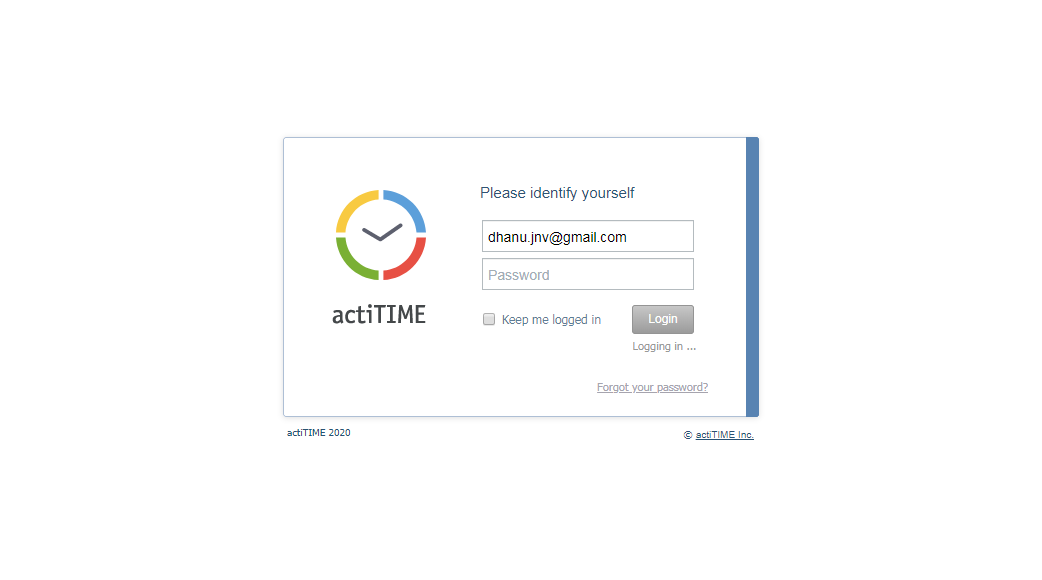 Please identify yourself
dhanu.jnv@gmail.com
Password
actiTIME
Keep me logged in
Login
Logging in ...
Forgot your password?
actiTIME 2020
© actiTIME Inc.